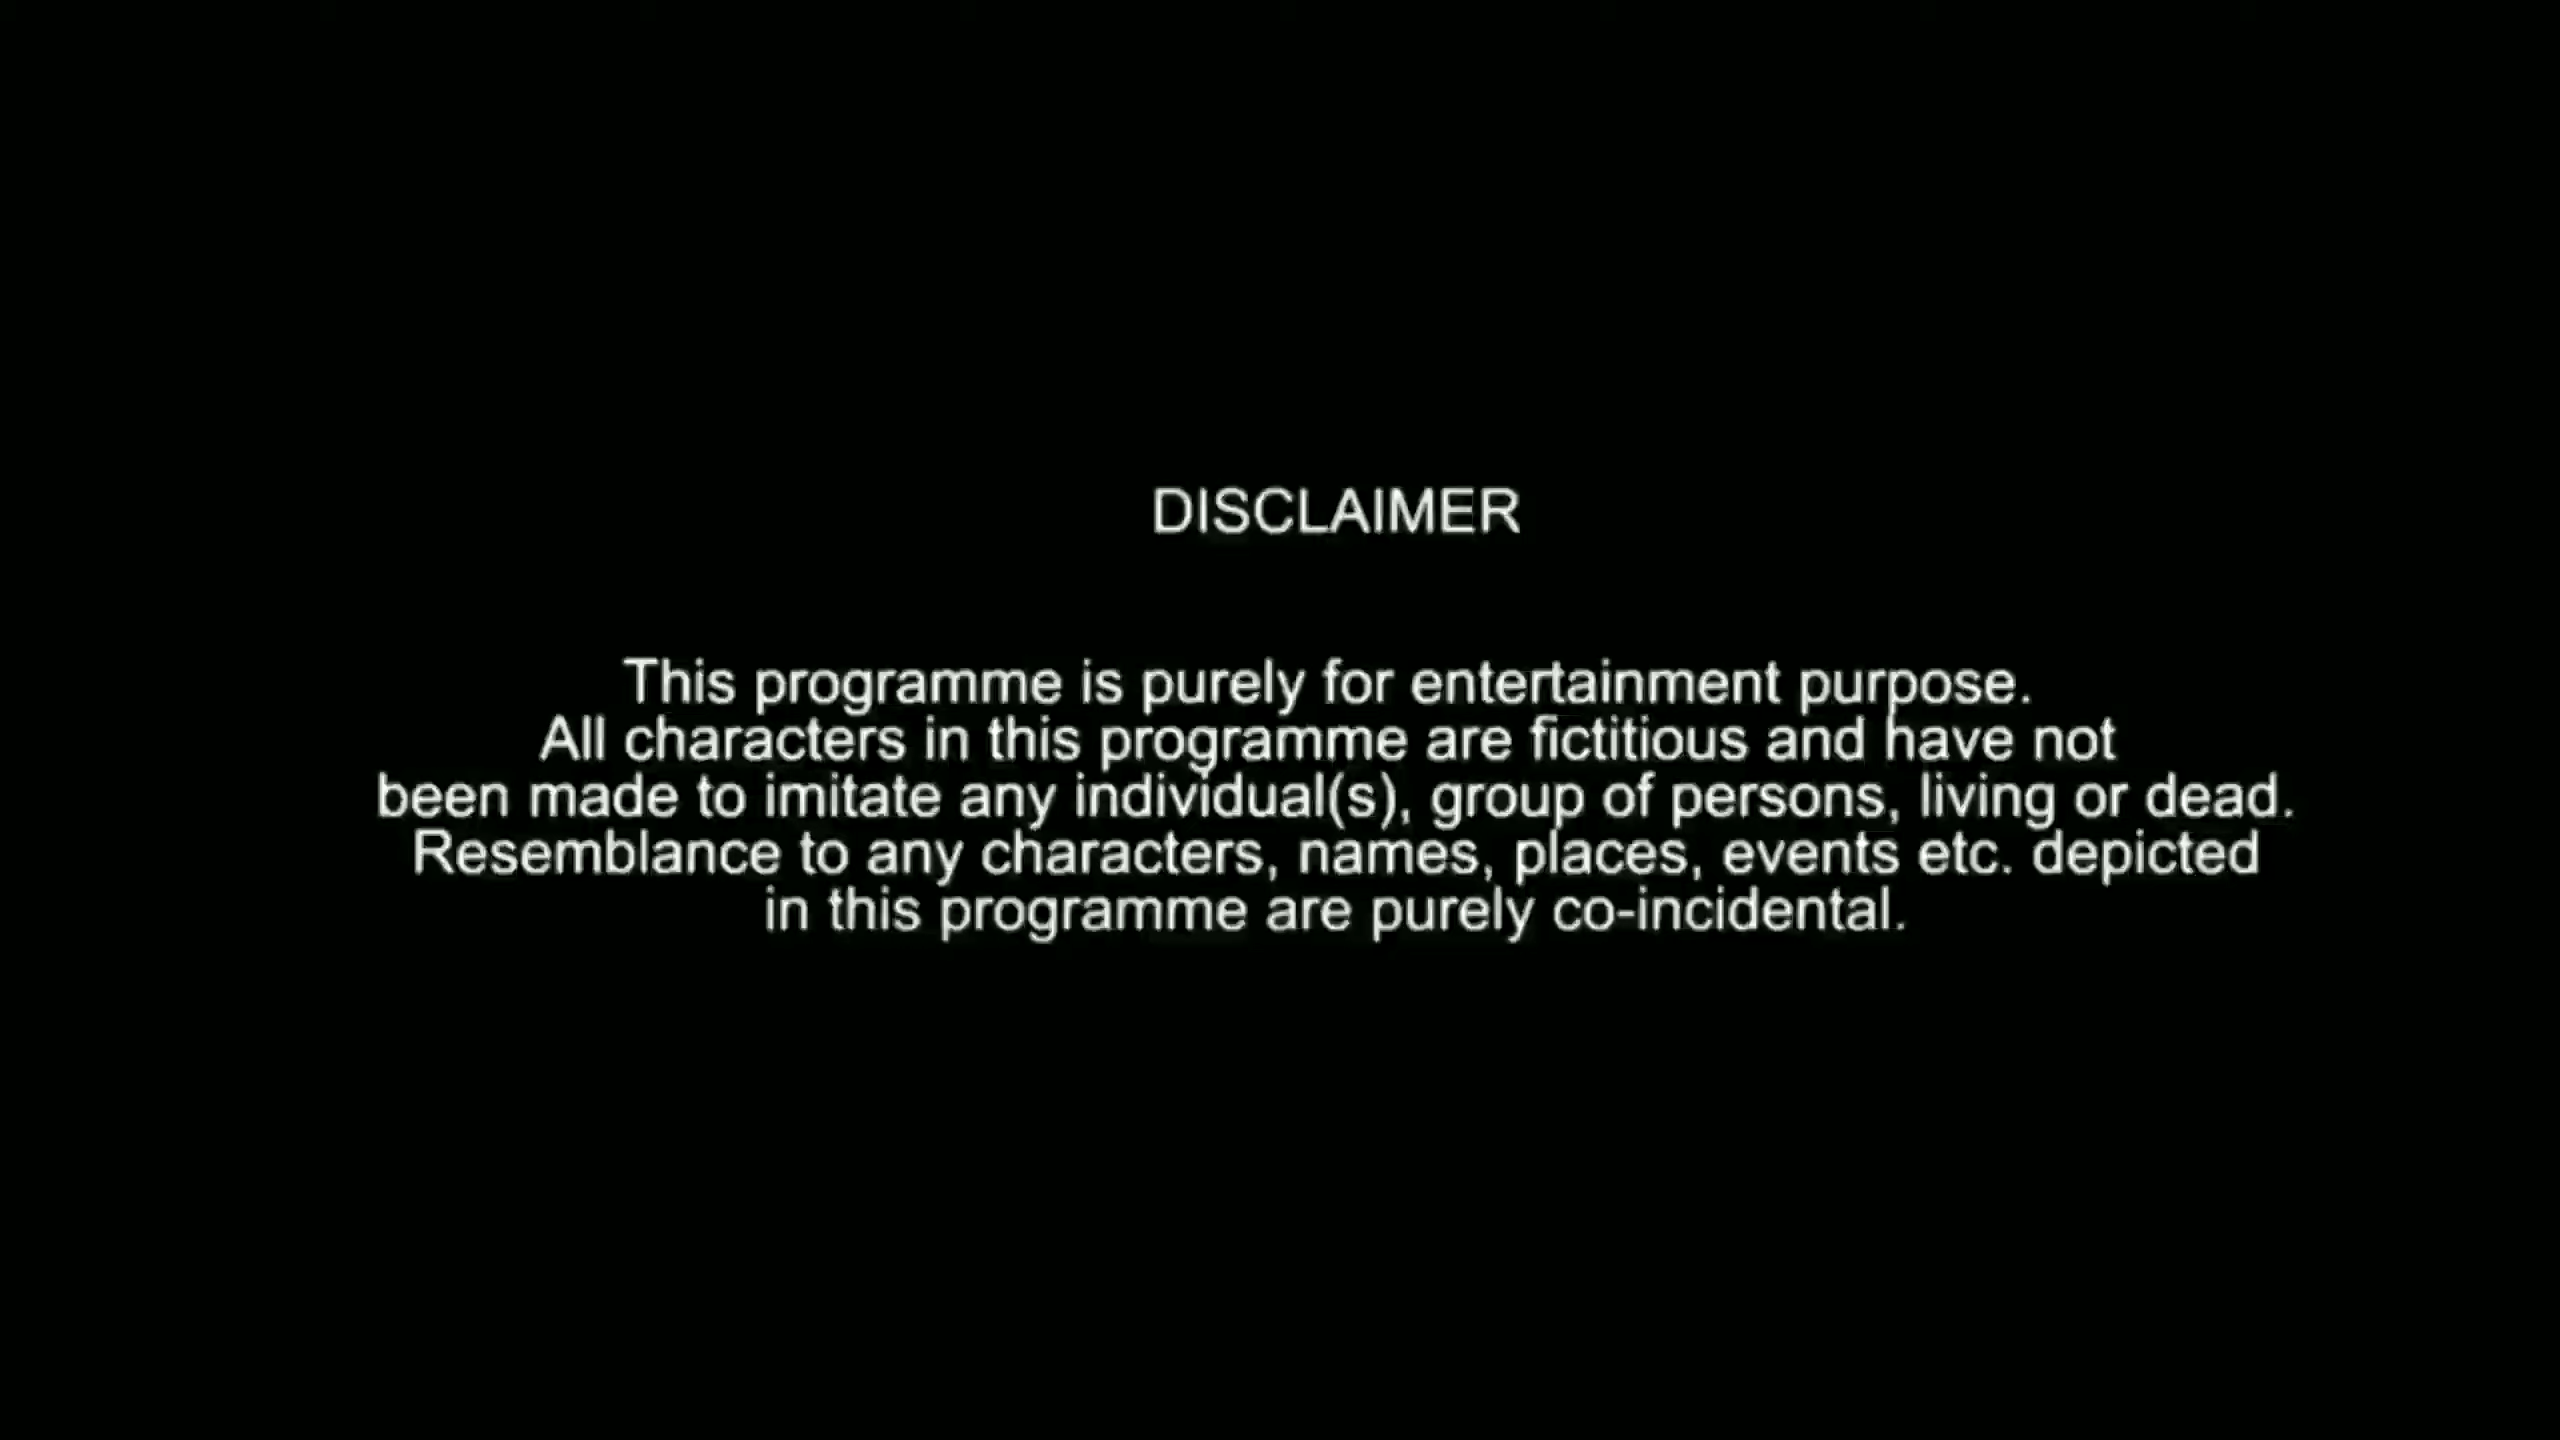 DISCLAIMER
This programme is purely for entertainment purpose.
All characters in this programme are fictitious and have not
been made to imitate any individual(s), group of persons, living or dead.
Resemblance to any characters, names, places, events etc. depicted
in this programme are purely co-incidental.